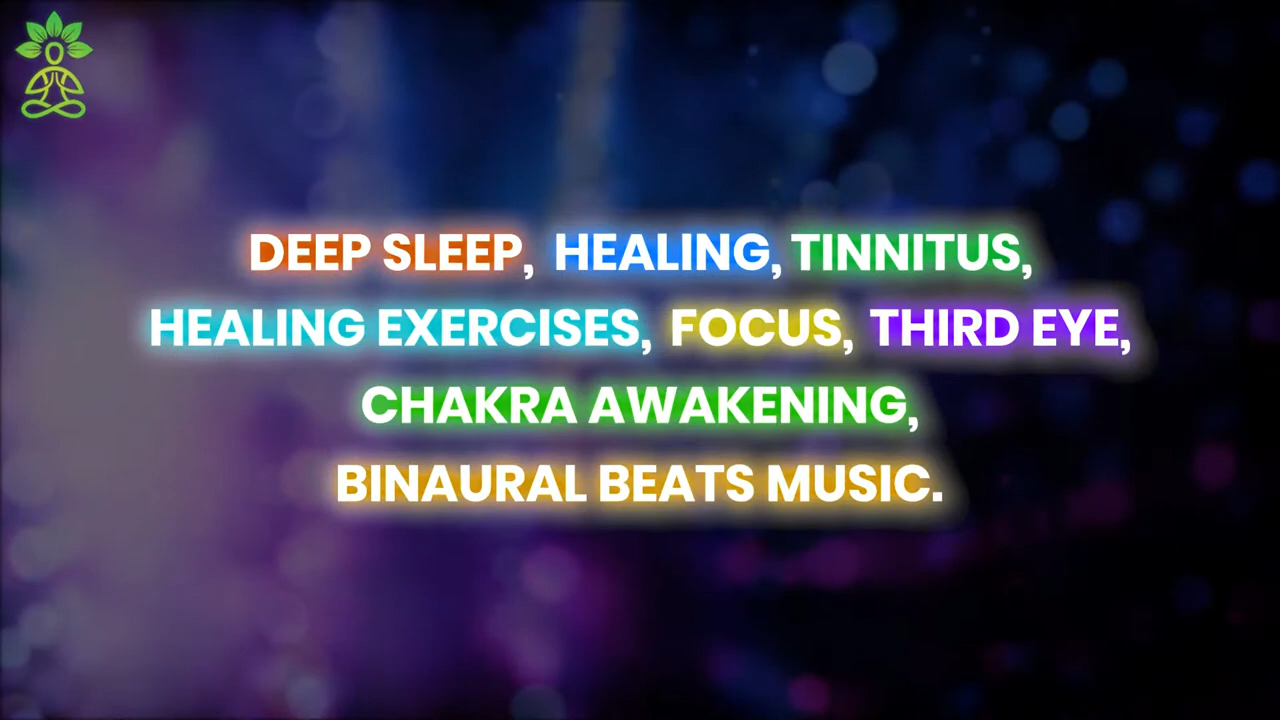 DEEP SLEEP, HEALING, TINNITUS,
HEALING EXERCISES, FOCUS, THIRD EYE,
CHAKRA AWAKENING,
BINAURAL BEATS MUSIC.